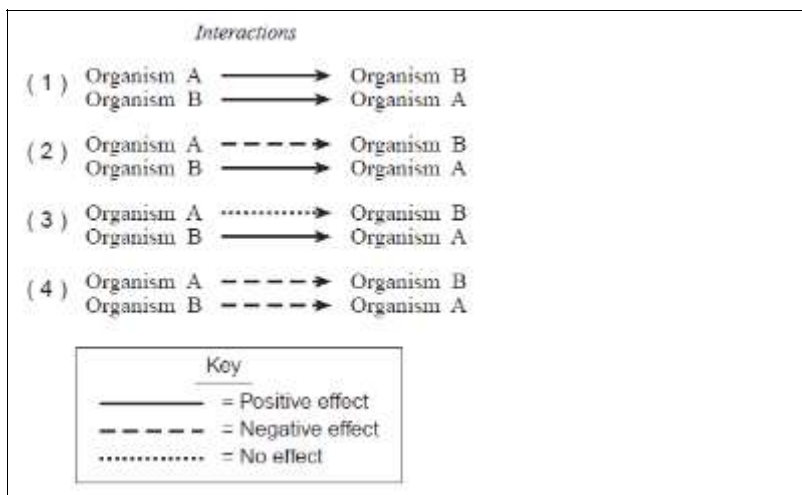 Interactions
( 1 ) Organism A Organism B
Organism B Organism A
( 2 ) Organism A Organism B
Organism B Organism A
( 3 ) Organism A Organism B
Organism B Organism A
( 4 ) Organism A Organism B
Organism B Organism A
Key
= Positive effect
= Negative effect
= No effect